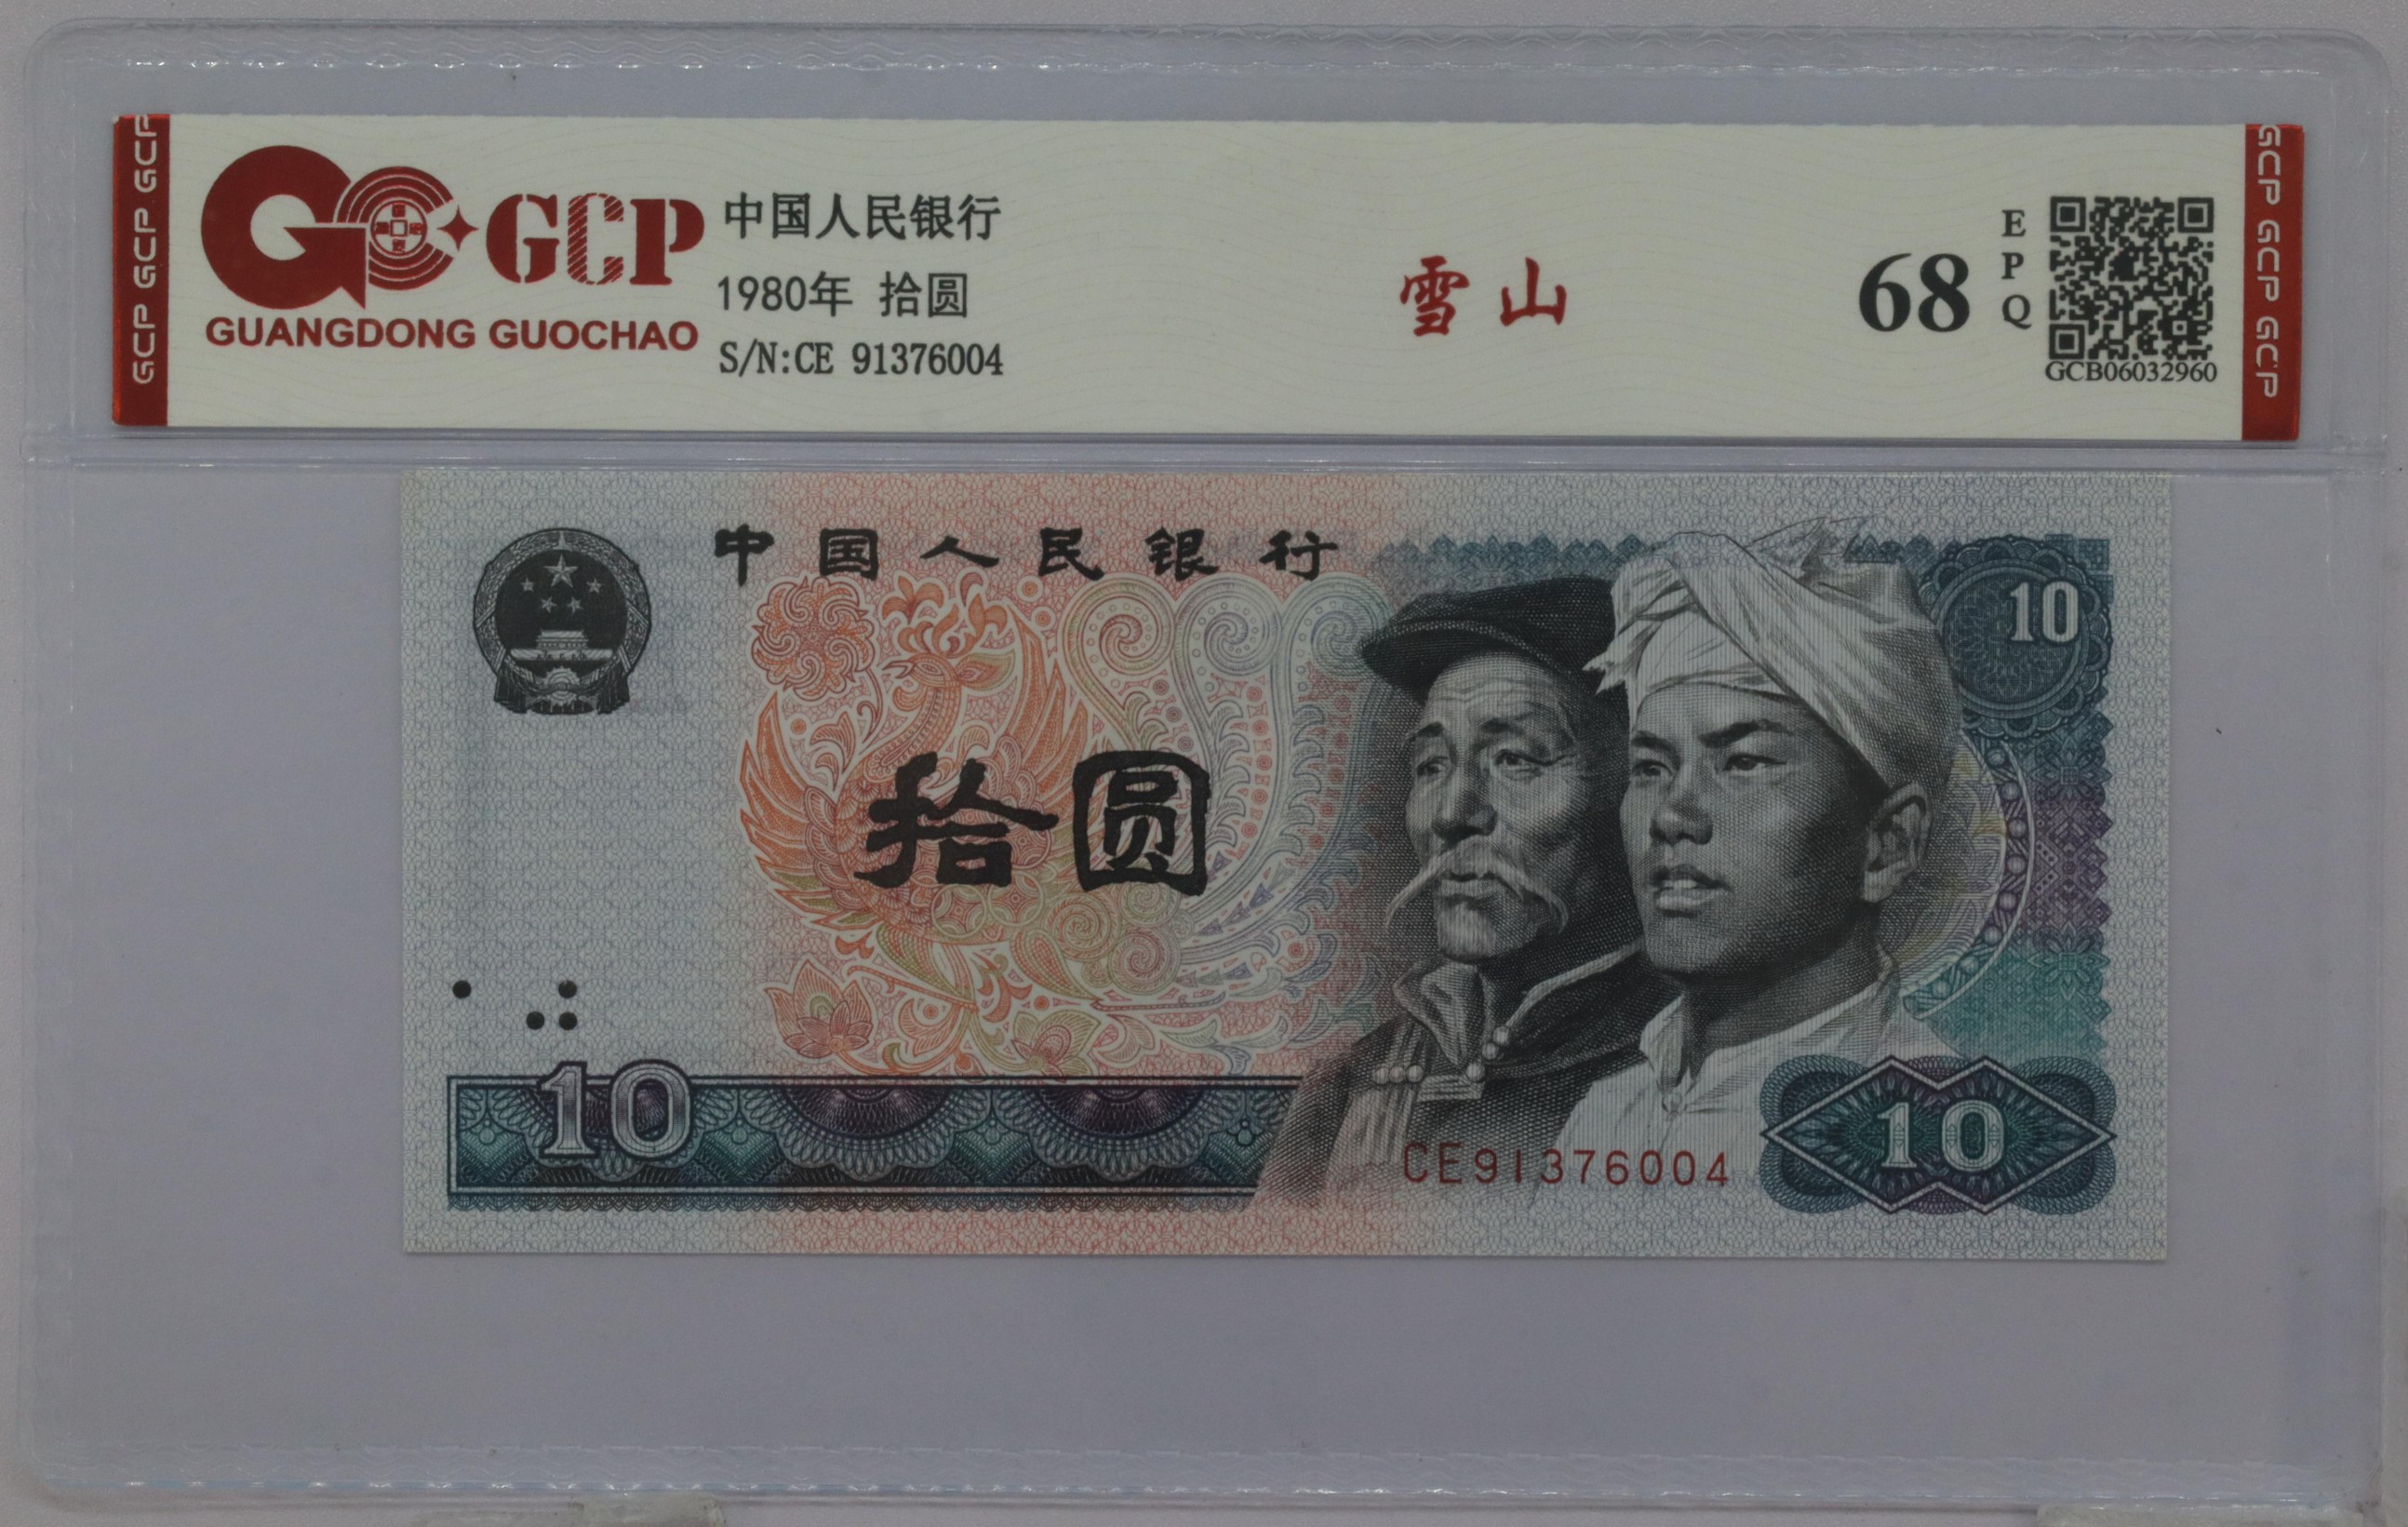 GCP GCP GCP
GCP
GUANGDONG GUOCHAO
中国人民银行
1980年 拾圆
S/N:CE 91376004
雪山
68
EPQ
GCB06032960
GCP GCP GCP
中国人民银行
10
拾圆
10
CE91376004
10